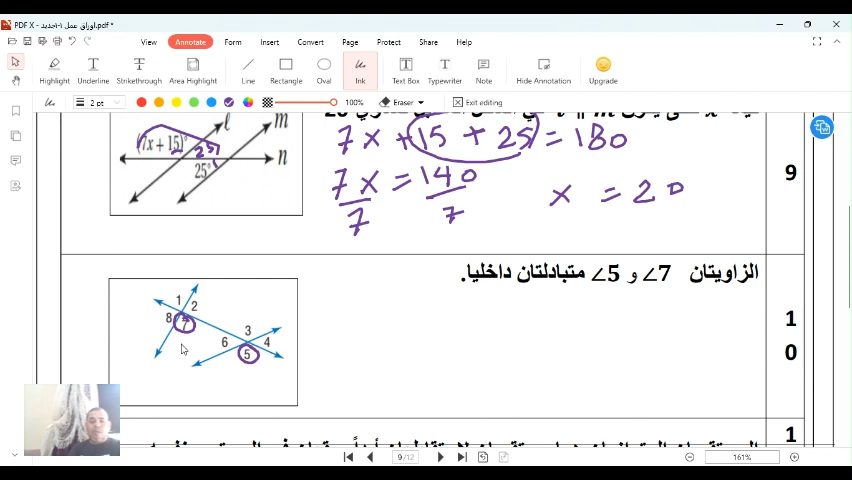 PDF X - اوراق عمل ١-١جديد.pdf *
View Annotate Form Insert Convert Page Protect Share Help
Highlight Underline Strikethrough Area Highlight Line Rectangle Oval Ink Text Box Typewriter Note Hide Annotation Upgrade
2 pt 100% Eraser Exit editing
(7x + 15)° 25 ℓ m n
25°
7x + 15 + 25 = 180
7x = 140 x = 20
7 7
9
الزاويتان 7∠ و 5∠ متبادلتان داخليا.
1 2
8 7 3
6 4
5
1
0
1
9/12 161%